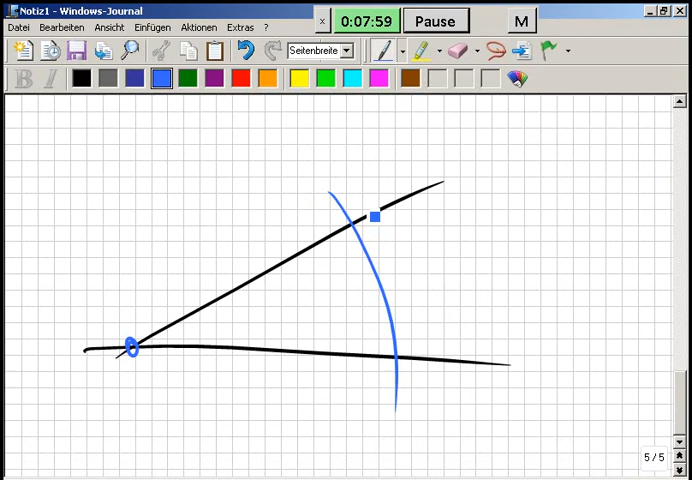 Notiz1 - Windows-Journal
x 0:07:59 Pause M
Datei Bearbeiten Ansicht Einfügen Aktionen Extras ?
Seitenbreite
B I
5 / 5